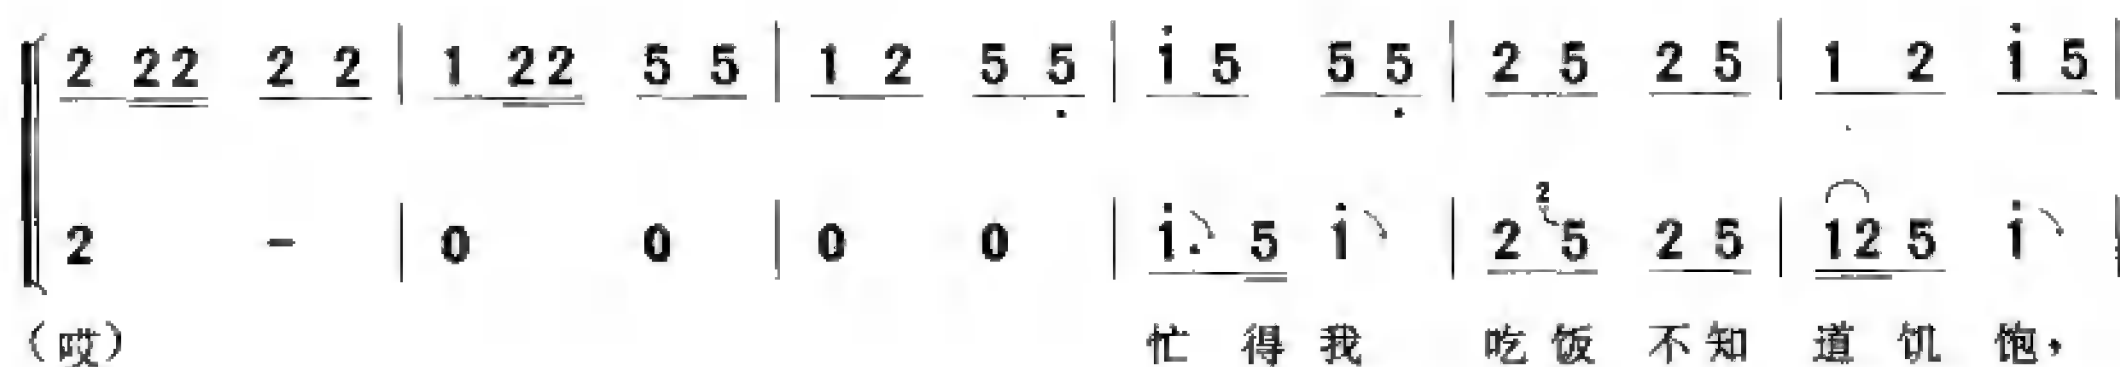 2 22 2 2 | 1 22 5 5 | 1 2 5 5̣ | i 5 5 5̣ | 2 5 2 5 | 1 2 i 5 |
2 - | 0 0 | 0 0 | i. 5 i | 2 ²5 2 5 | 12 5 i |
（哎） 忙 得 我 吃 饭 不 知 道 饥 饱，